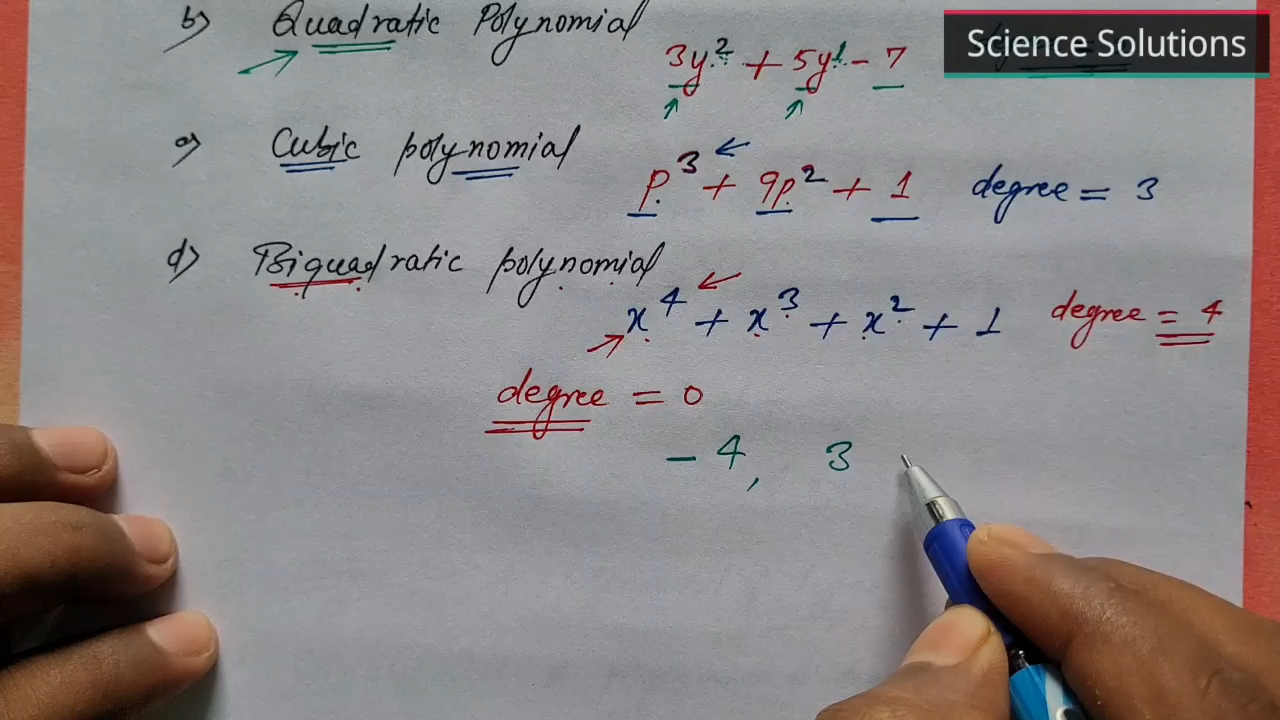 Science Solutions
b) Quadratic Polynomial
3y² + 5y¹ - 7
c) Cubic polynomial
p³ + 9p² + 1 degree = 3
d) Biquadratic polynomial
x⁴ + x³ + x² + 1 degree = 4
degree = 0
- 4, 3